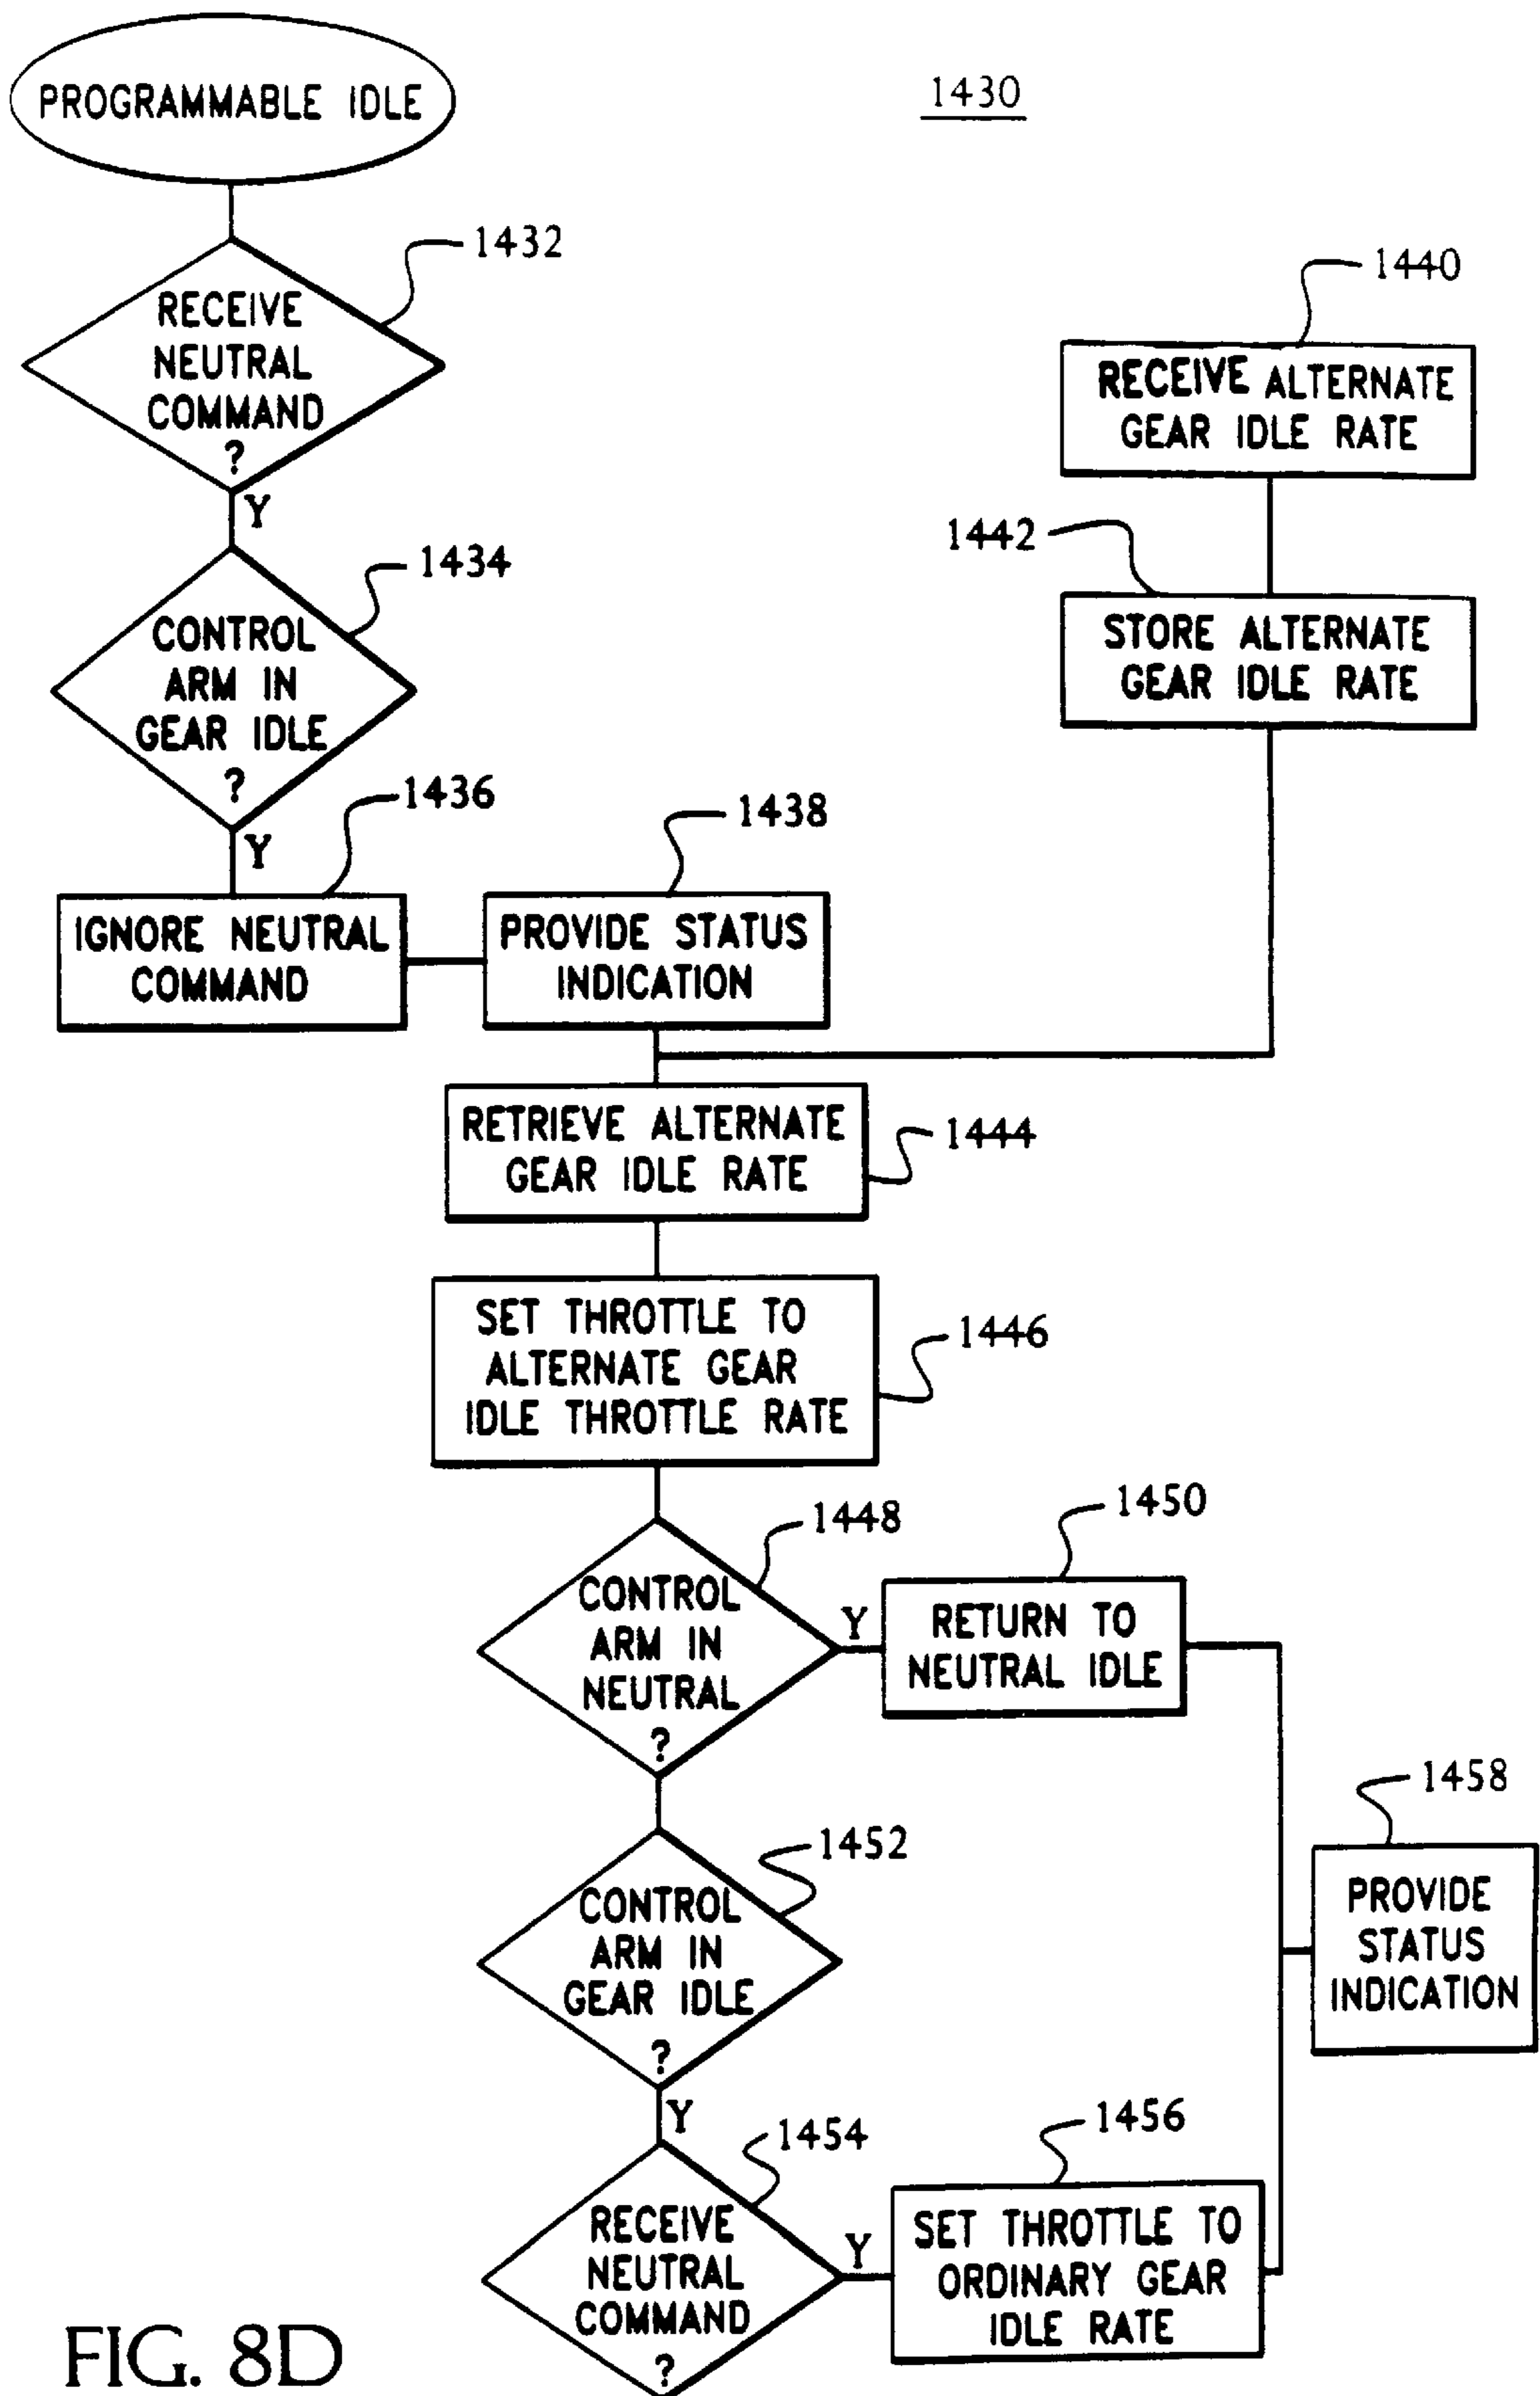 PROGRAMMABLE IDLE
1430
1432
RECEIVE
NEUTRAL
COMMAND
?
Y
1434
CONTROL
ARM IN
GEAR IDLE
?
Y
1436
IGNORE NEUTRAL
COMMAND
1438
PROVIDE STATUS
INDICATION
1440
RECEIVE ALTERNATE
GEAR IDLE RATE
1442
STORE ALTERNATE
GEAR IDLE RATE
RETRIEVE ALTERNATE
GEAR IDLE RATE
1444
SET THROTTLE TO
ALTERNATE GEAR
IDLE THROTTLE RATE
1446
1448
CONTROL
ARM IN
NEUTRAL
?
Y
1450
RETURN TO
NEUTRAL IDLE
1452
CONTROL
ARM IN
GEAR IDLE
?
Y
1454
RECEIVE
NEUTRAL
COMMAND
?
Y
1456
SET THROTTLE TO
ORDINARY GEAR
IDLE RATE
1458
PROVIDE
STATUS
INDICATION
FIG. 8D